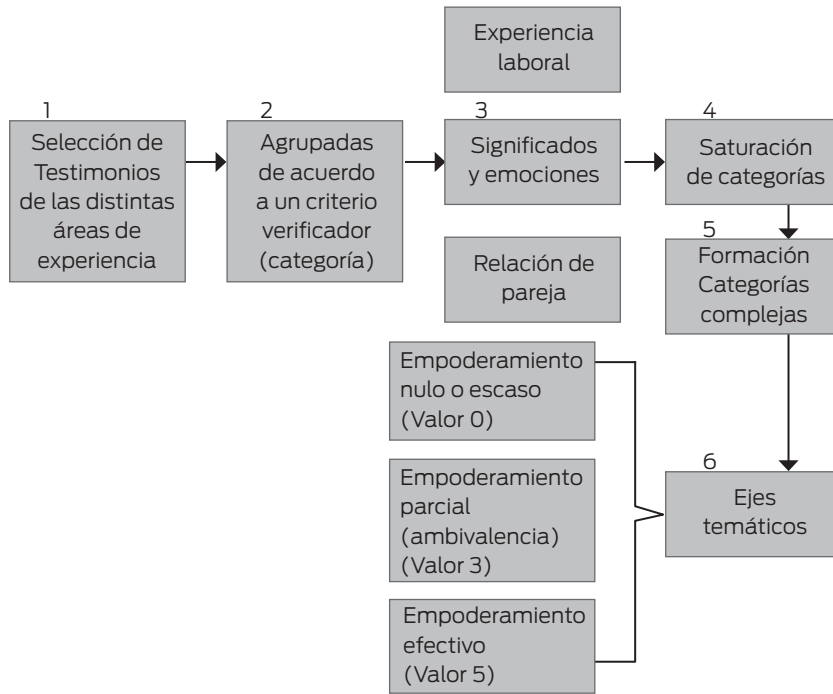 Experiencia
laboral
1
Selección de
Testimonios
de las distintas
áreas de
experiencia
2
Agrupadas
de acuerdo
a un criterio
verificador
(categoría)
3
Significados
y emociones
4
Saturación
de categorías
Relación de
pareja
5
Formación
Categorías
complejas
Empoderamiento
nulo o escaso
(Valor 0)
Empoderamiento
parcial
(ambivalencia)
(Valor 3)
6
Ejes
temáticos
Empoderamiento
efectivo
(Valor 5)